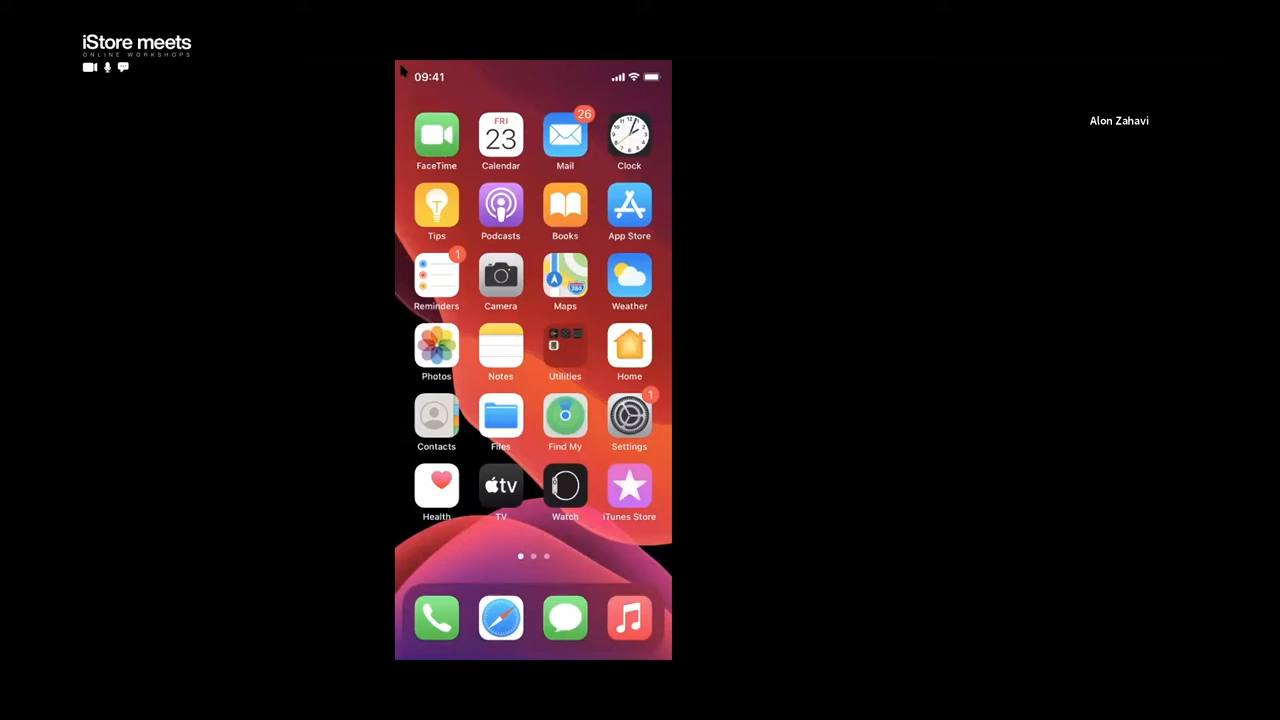 iStore meets
ONLINE WORKSHOPS
09:41
Alon Zahavi
FRI
23
26
FaceTime
Calendar
Mail
Clock
Tips
Podcasts
Books
App Store
1
Reminders
Camera
Maps
Weather
Photos
Notes
Utilities
Home
1
Contacts
Files
Find My
Settings
tv
Health
TV
Watch
iTunes Store